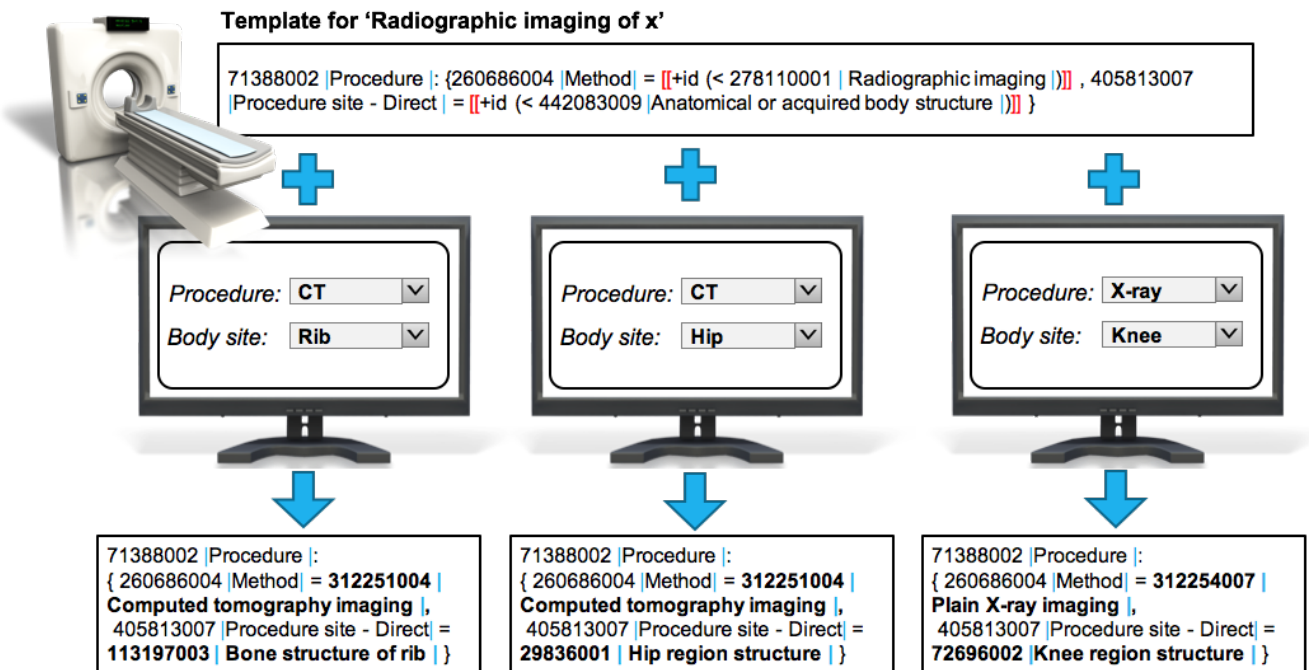 Template for ‘Radiographic imaging of x’
71388002 |Procedure |: {260686004 |Method| = [[+id (< 278110001 | Radiographic imaging |)]] , 405813007
|Procedure site - Direct | = [[+id (< 442083009 |Anatomical or acquired body structure |)]] }
Procedure: CT
Body site: Rib
Procedure: CT
Body site: Hip
Procedure: X-ray
Body site: Knee
71388002 |Procedure |:
{ 260686004 |Method| = 312251004 |
Computed tomography imaging |,
405813007 |Procedure site - Direct| =
113197003 | Bone structure of rib | }
71388002 |Procedure |:
{ 260686004 |Method| = 312251004 |
Computed tomography imaging |,
405813007 |Procedure site - Direct| =
29836001 | Hip region structure | }
71388002 |Procedure |:
{ 260686004 |Method| = 312254007 |
Plain X-ray imaging |,
405813007 |Procedure site - Direct| =
72696002 |Knee region structure | }